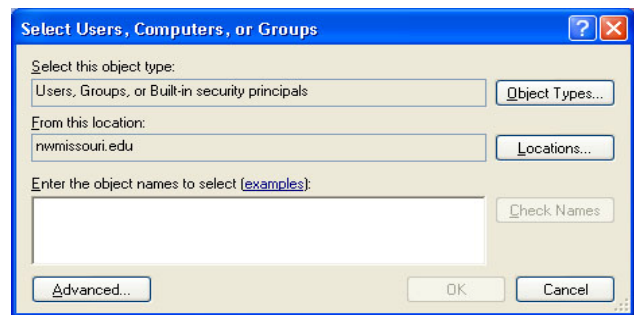 Select Users, Computers, or Groups
Select this object type:
Users, Groups, or Built-in security principals
Object Types...
From this location:
nwmissouri.edu
Locations...
Enter the object names to select (examples):
Check Names
Advanced...
OK
Cancel